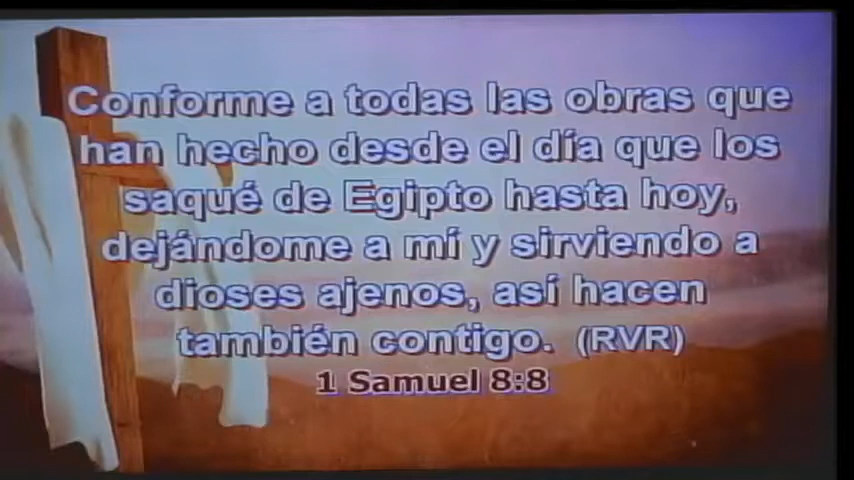 Conforme a todas las obras que
han hecho desde el día que los
saqué de Egipto hasta hoy,
dejándome a mí y sirviendo a
dioses ajenos, así hacen
también contigo. (RVR)
1 Samuel 8:8